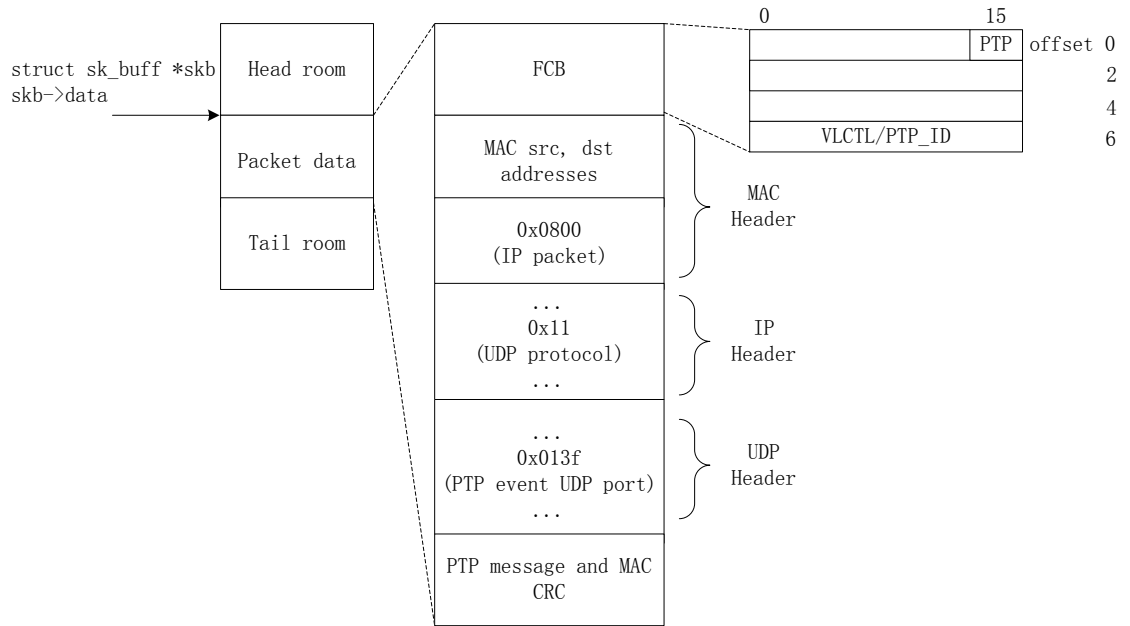 struct sk_buff *skb
skb->data
Head room
Packet data
Tail room
FCB
MAC src, dst
addresses
0x0800
(IP packet)
...
0x11
(UDP protocol)
...
...
0x013f
(PTP event UDP port)
...
PTP message and MAC
CRC
MAC
Header
IP
Header
UDP
Header
0 15
PTP offset 0
2
4
VLCTL/PTP_ID 6